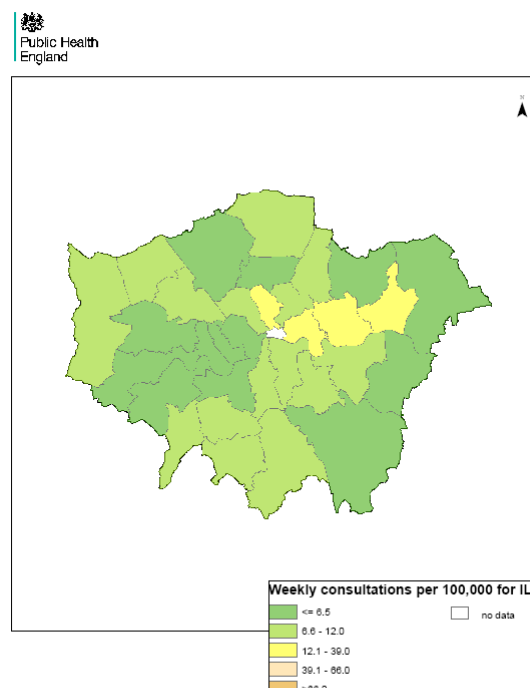 Public Health
England
N
Weekly consultations per 100,000 for IL
<= 6.5
no data
6.6 - 12.0
12.1 - 39.0
39.1 - 66.0